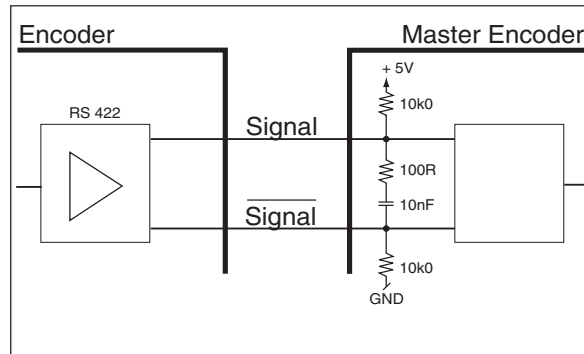 Encoder
Master Encoder
+ 5V
RS 422
10k0
Signal
100R
10nF
Signal
10k0
GND